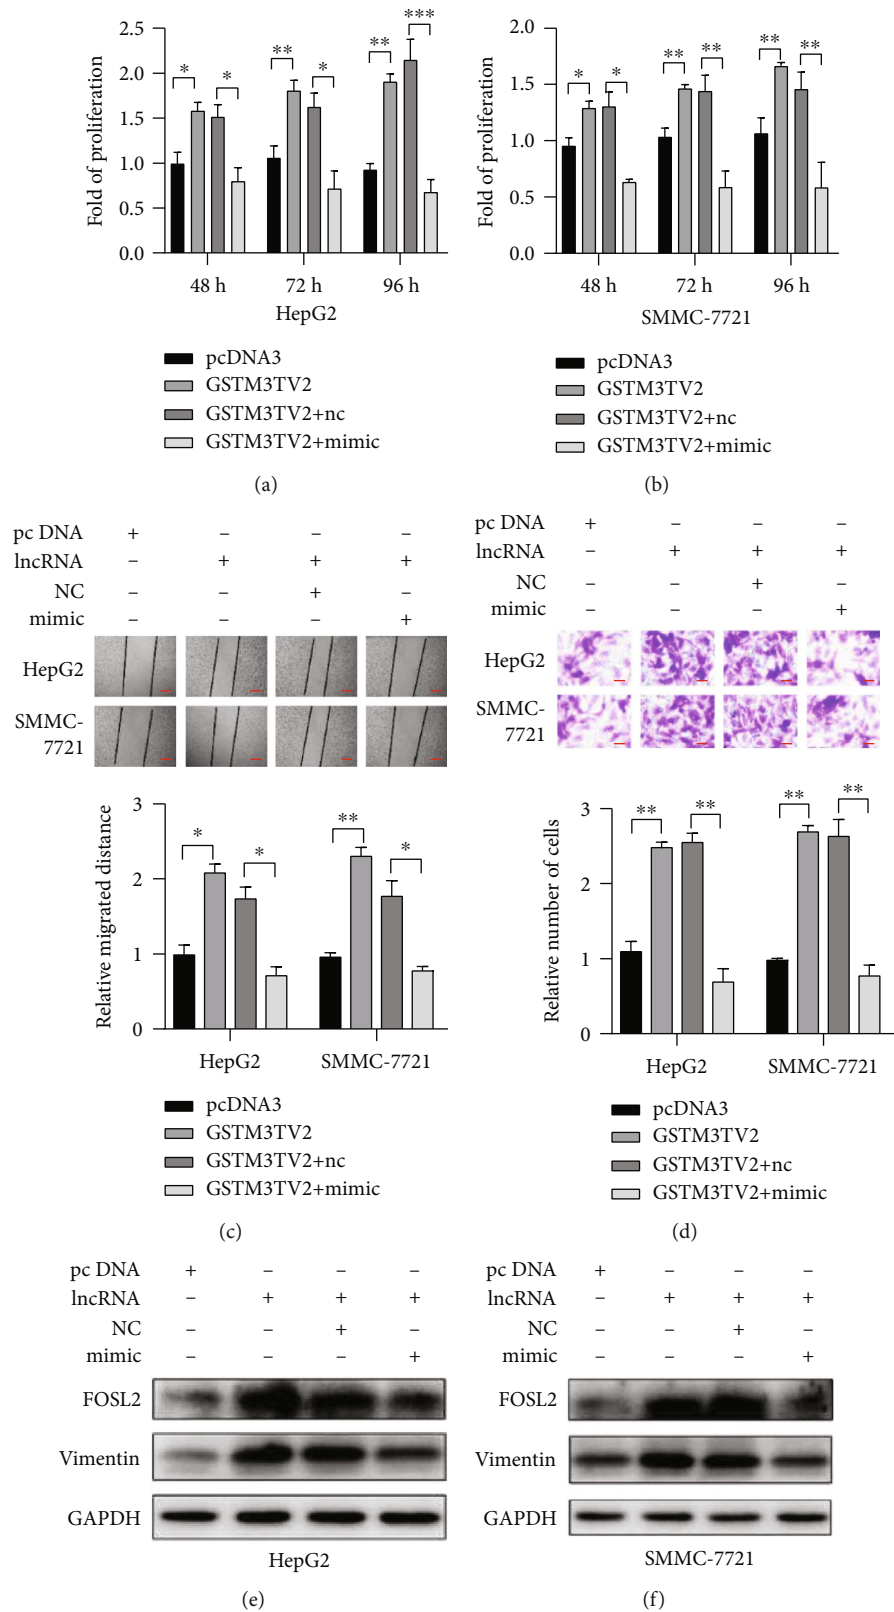 Fold of proliferation
2.5
2.0
1.5
1.0
0.5
0.0
* * ** * ** ***
48 h 72 h 96 h
HepG2
pcDNA3
GSTM3TV2
GSTM3TV2+nc
GSTM3TV2+mimic
(a)
Fold of proliferation
2.0
1.5
1.0
0.5
0.0
* * ** ** ** **
48 h 72 h 96 h
SMMC-7721
pcDNA3
GSTM3TV2
GSTM3TV2+nc
GSTM3TV2+mimic
(b)
pc DNA + – – –
lncRNA – + + +
NC – – + –
mimic – – – +
HepG2
SMMC-
7721
Relative migrated distance
3
2
1
0
* * ** *
HepG2 SMMC-7721
pcDNA3
GSTM3TV2
GSTM3TV2+nc
GSTM3TV2+mimic
(c)
pc DNA + – – –
lncRNA – + + +
NC – – + –
mimic – – – +
HepG2
SMMC-
7721
Relative number of cells
3
2
1
0
** ** ** **
HepG2 SMMC-7721
pcDNA3
GSTM3TV2
GSTM3TV2+nc
GSTM3TV2+mimic
(d)
pc DNA + – – –
lncRNA – + + +
NC – – + –
mimic – – – +
FOSL2
Vimentin
GAPDH
HepG2
(e)
pc DNA + – – –
lncRNA – + + +
NC – – + –
mimic – – – +
FOSL2
Vimentin
GAPDH
SMMC-7721
(f)